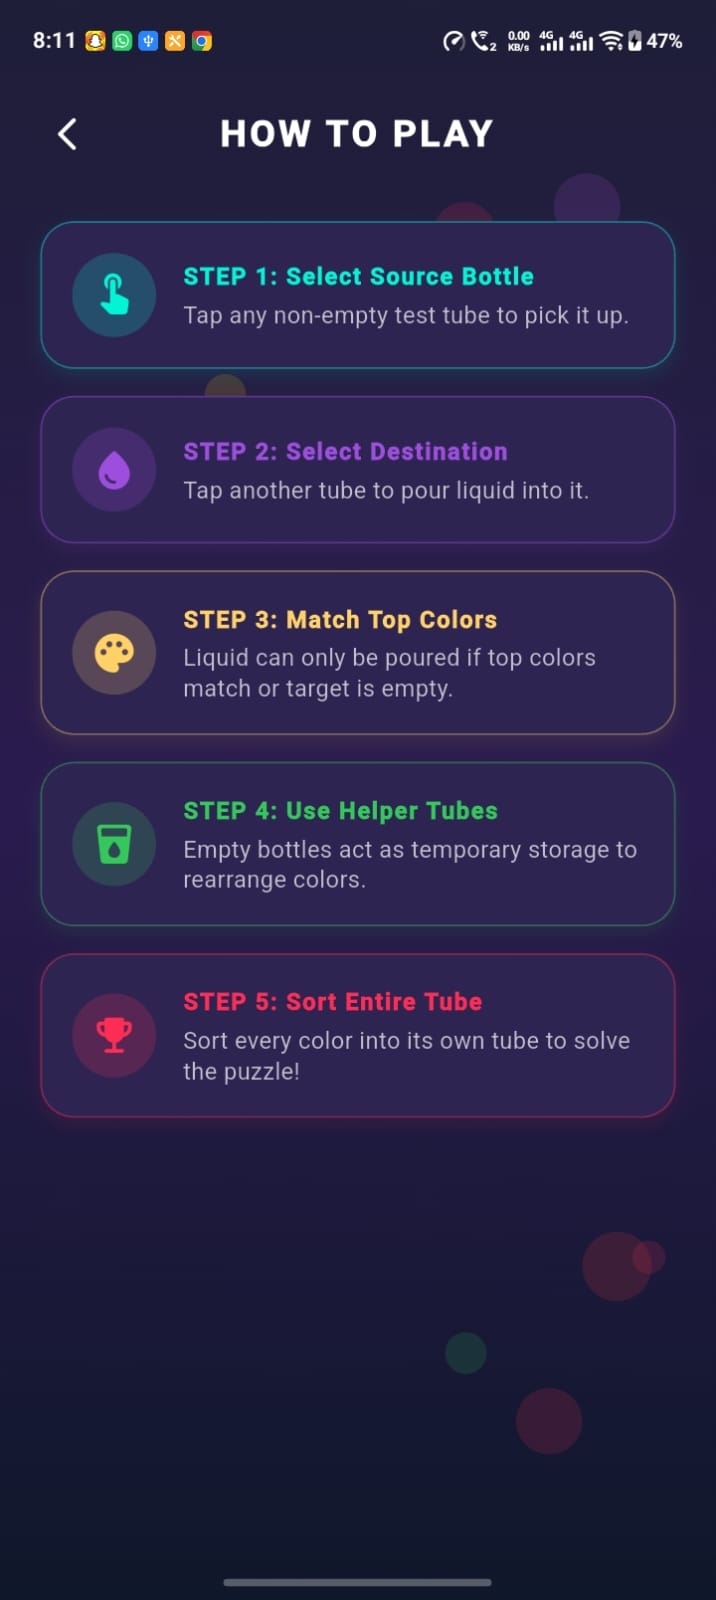 8:11
2 0.00 KB/s 4G 4G 47%
HOW TO PLAY
STEP 1: Select Source Bottle
Tap any non-empty test tube to pick it up.
STEP 2: Select Destination
Tap another tube to pour liquid into it.
STEP 3: Match Top Colors
Liquid can only be poured if top colors
match or target is empty.
STEP 4: Use Helper Tubes
Empty bottles act as temporary storage to
rearrange colors.
STEP 5: Sort Entire Tube
Sort every color into its own tube to solve
the puzzle!